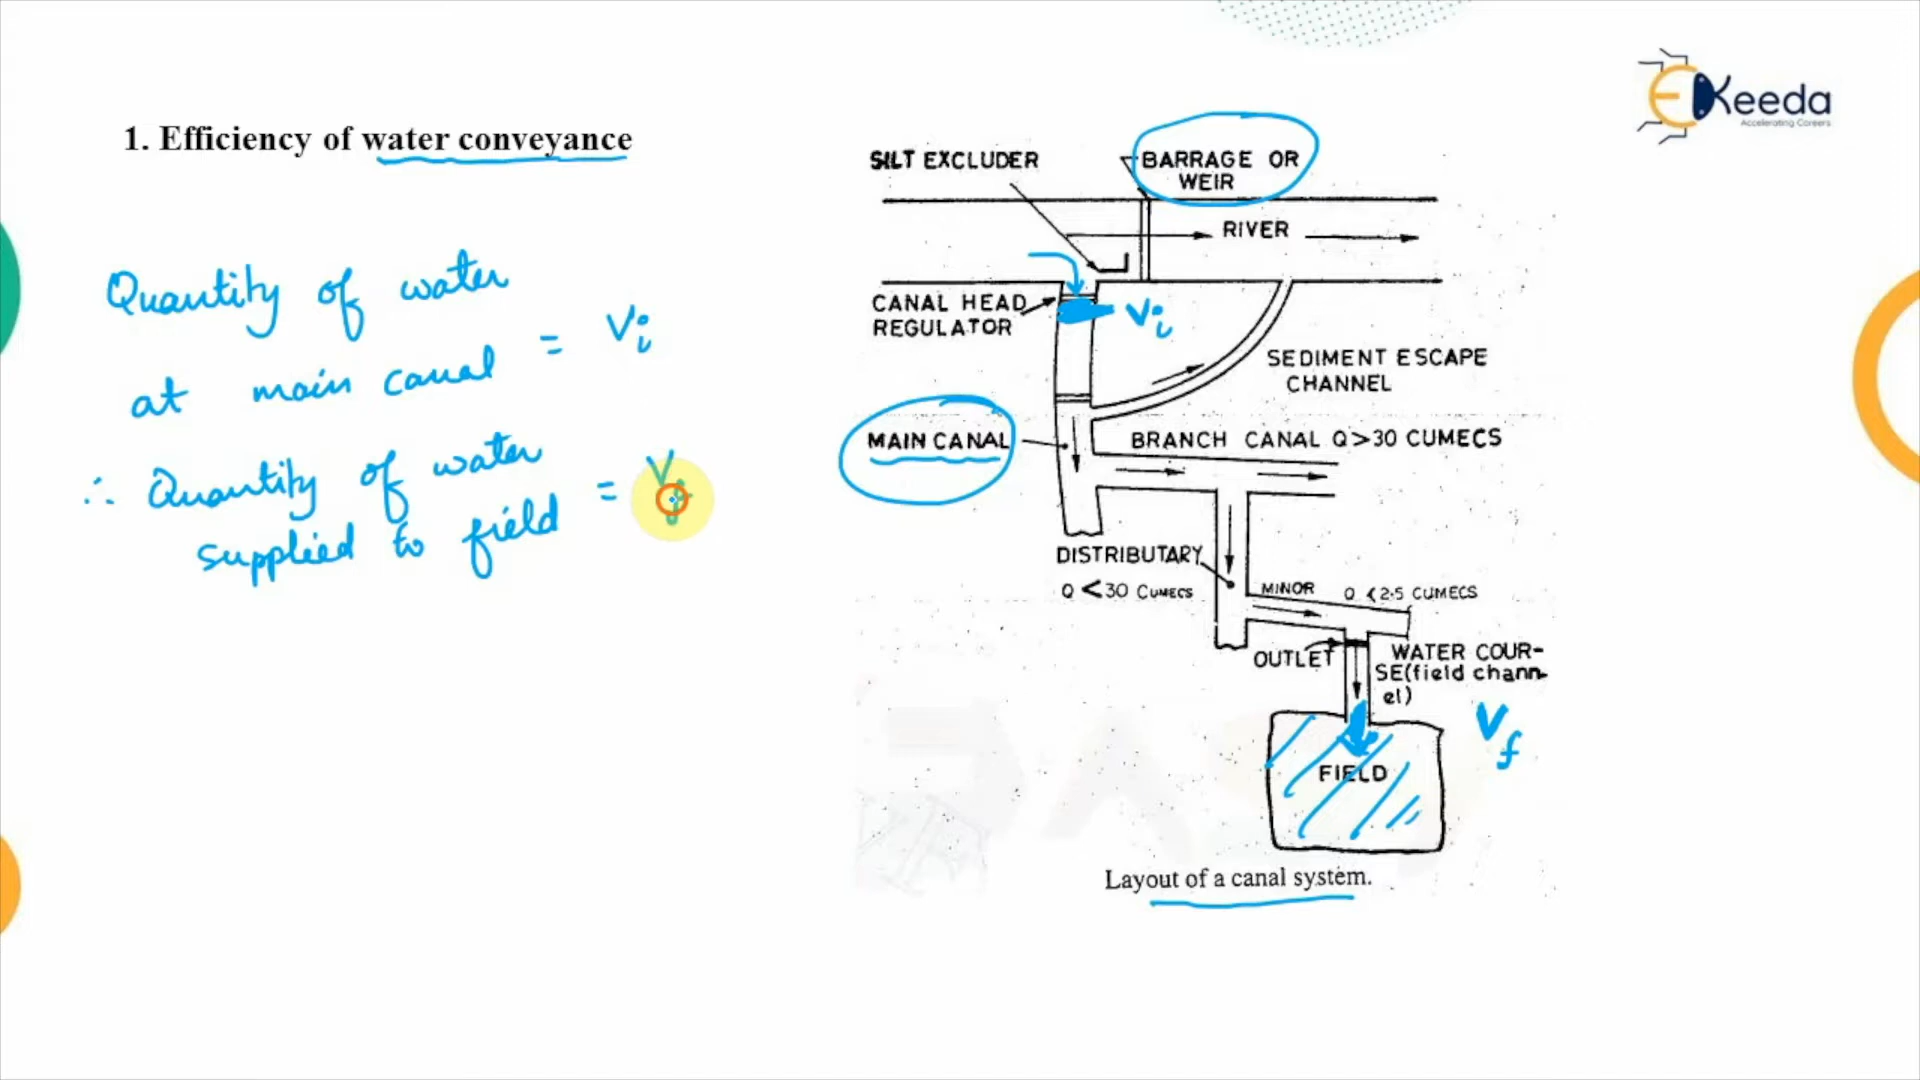 EKeeda
Accelerating Careers
1. Efficiency of water conveyance
Quantity of water
at main canal = Vi
∴ Quantity of water
supplied to field = Vf
SILT EXCLUDER
BARRAGE OR
WEIR
RIVER
CANAL HEAD
REGULATOR
Vi
SEDIMENT ESCAPE
CHANNEL
MAIN CANAL
BRANCH CANAL Q>30 CUMECS
DISTRIBUTARY
Q <30 CUMECS
MINOR Q <2.5 CUMECS
OUTLET
WATER COUR-
SE(field chann-
el)
Vf
FIELD
Layout of a canal system.